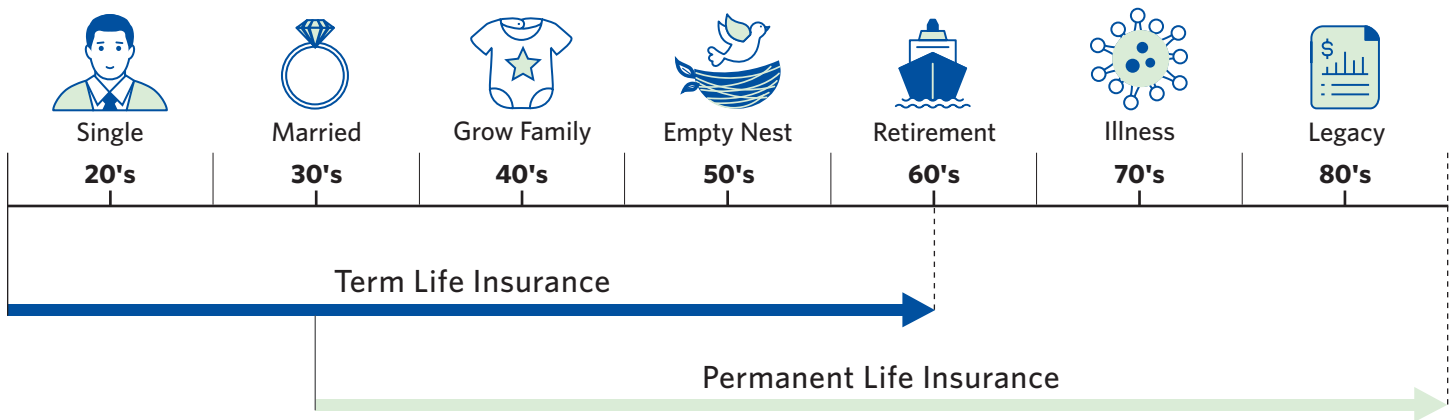 Single Married Grow Family Empty Nest Retirement Illness Legacy
20's 30's 40's 50's 60's 70's 80's
Term Life Insurance
Permanent Life Insurance
$